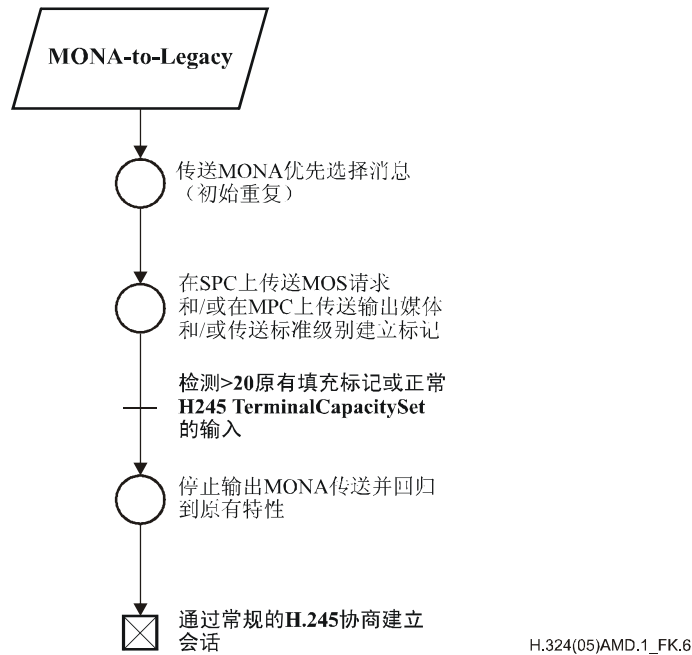 MONA-to-Legacy
传送MONA优先选择消息
（初始重复）
在SPC上传送MOS请求
和/或在MPC上传送输出媒体
和/或传送标准级别建立标记
检测>20原有填充标记或正常
H245 TerminalCapacitySet
的输入
停止输出MONA传送并回归
到原有特性
通过常规的H.245协商建立
会话
H.324(05)AMD.1_FK.6